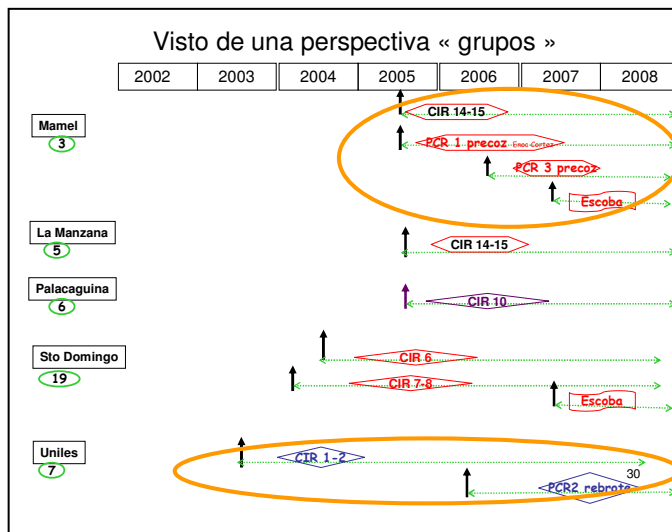 Visto de una perspectiva « grupos »
2002 2003 2004 2005 2006 2007 2008
Mamel
3
CIR 14-15
PCR 1 precoz Enoc Cortez
PCR 3 precoz
Escoba
La Manzana
5
CIR 14-15
Palacaguina
6
CIR 10
Sto Domingo
19
CIR 6
CIR 7-8
Escoba
Uniles
7
CIR 1-2
30
PCR2 rebrote